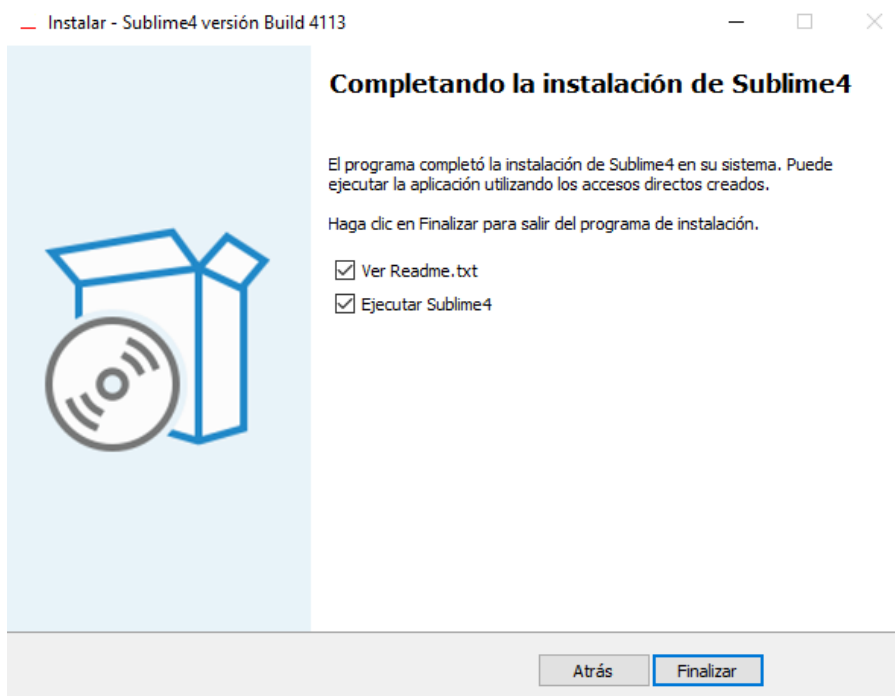 Instalar - Sublime4 versión Build 4113
Completando la instalación de Sublime4
El programa completó la instalación de Sublime4 en su sistema. Puede
ejecutar la aplicación utilizando los accesos directos creados.
Haga clic en Finalizar para salir del programa de instalación.
Ver Readme.txt
Ejecutar Sublime4
Atrás
Finalizar